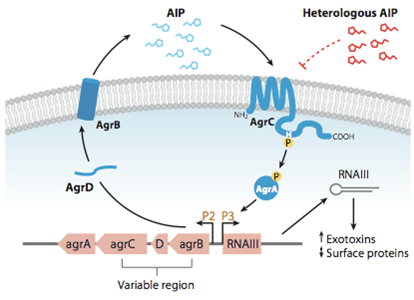 AIP
Heterologous AIP
AgrB
NH2
AgrC
H
P
COOH
AgrD
P
AgrA
RNAIII
P2 P3
agrA agrC D agrB RNAIII
Exotoxins
Surface proteins
Variable region